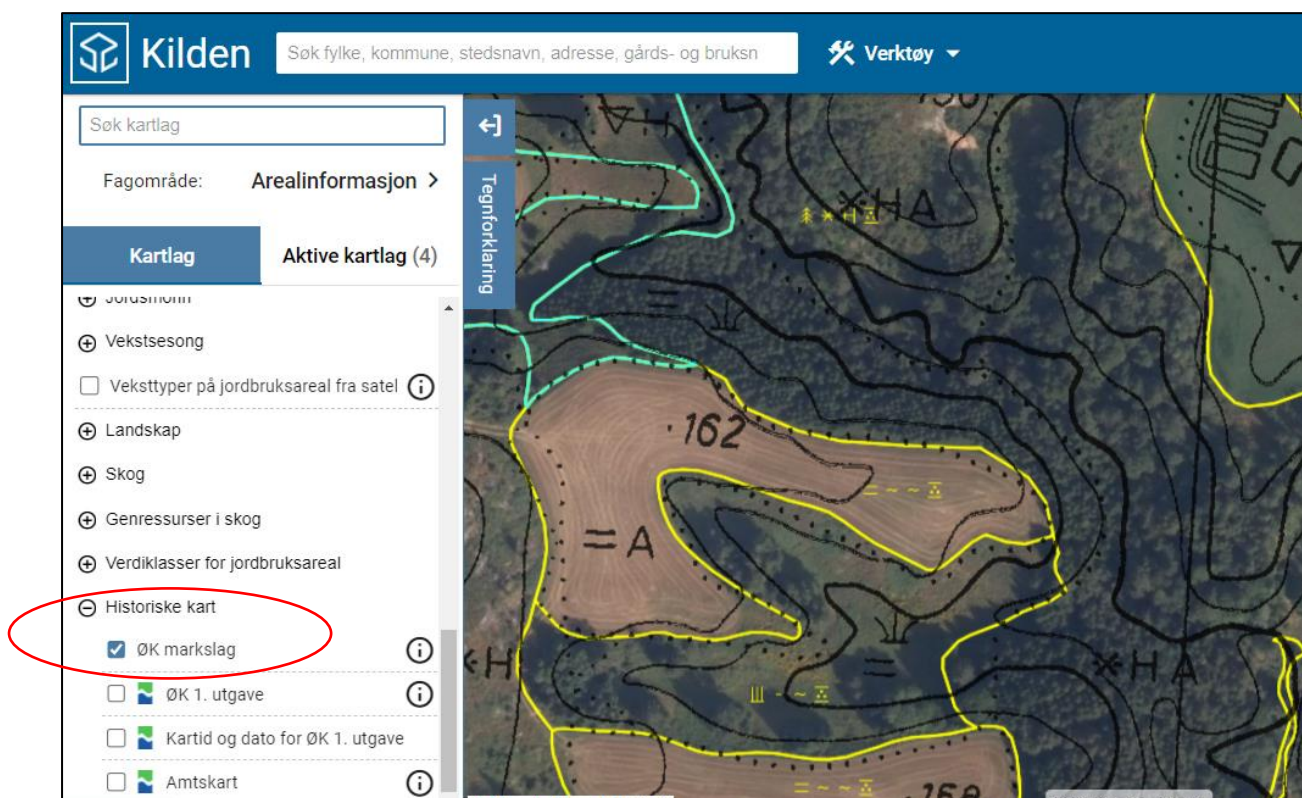 Kilden
Søk fylke, kommune, stedsnavn, adresse, gårds- og bruksn
Verktøy
Søk kartlag
Fagområde: Arealinformasjon >
Kartlag
Aktive kartlag (4)
Tegnforklaring
Jordsmonn
Vekstsesong
Veksttyper på jordbruksareal fra satel
Landskap
Skog
Genressurser i skog
Verdiklasser for jordbruksareal
Historiske kart
ØK markslag
ØK 1. utgave
Kartid og dato for ØK 1. utgave
Amtskart
H
H A
H
162
= A
H
H A